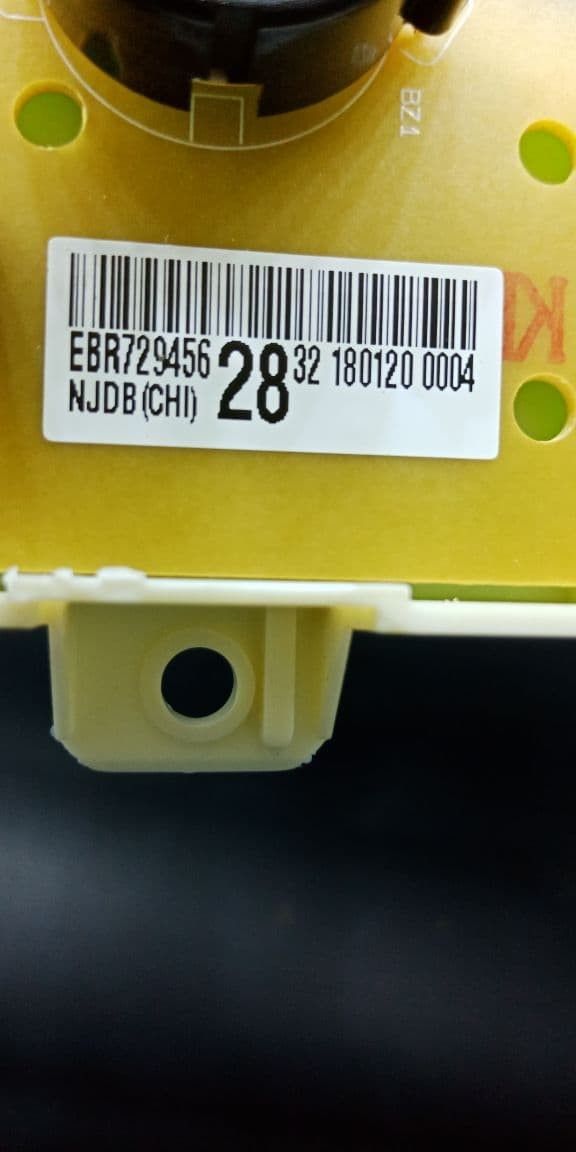 BZ1
EBR729456 28 32 180120 0004
NJDB(CHI)